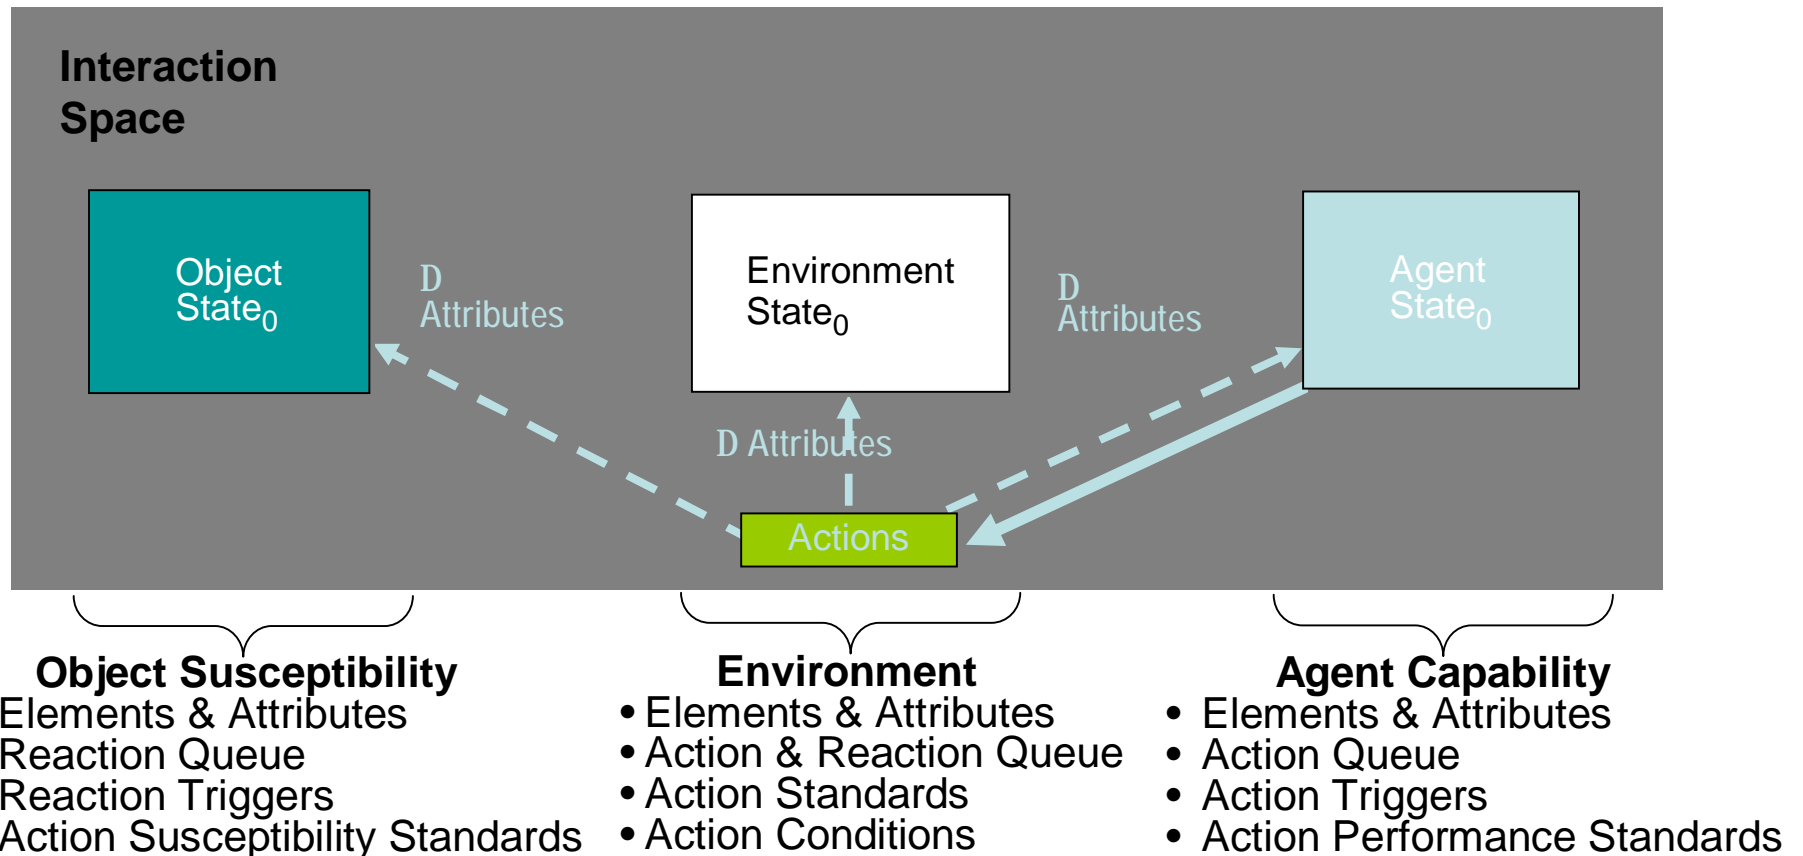 Interaction
Space
Object
State0
D
Attributes
Environment
State0
D
Attributes
Agent
State0
D Attributes
Actions
Object Susceptibility
Elements & Attributes
Reaction Queue
Reaction Triggers
Action Susceptibility Standards
Environment
• Elements & Attributes
• Action & Reaction Queue
• Action Standards
• Action Conditions
Agent Capability
• Elements & Attributes
• Action Queue
• Action Triggers
• Action Performance Standards